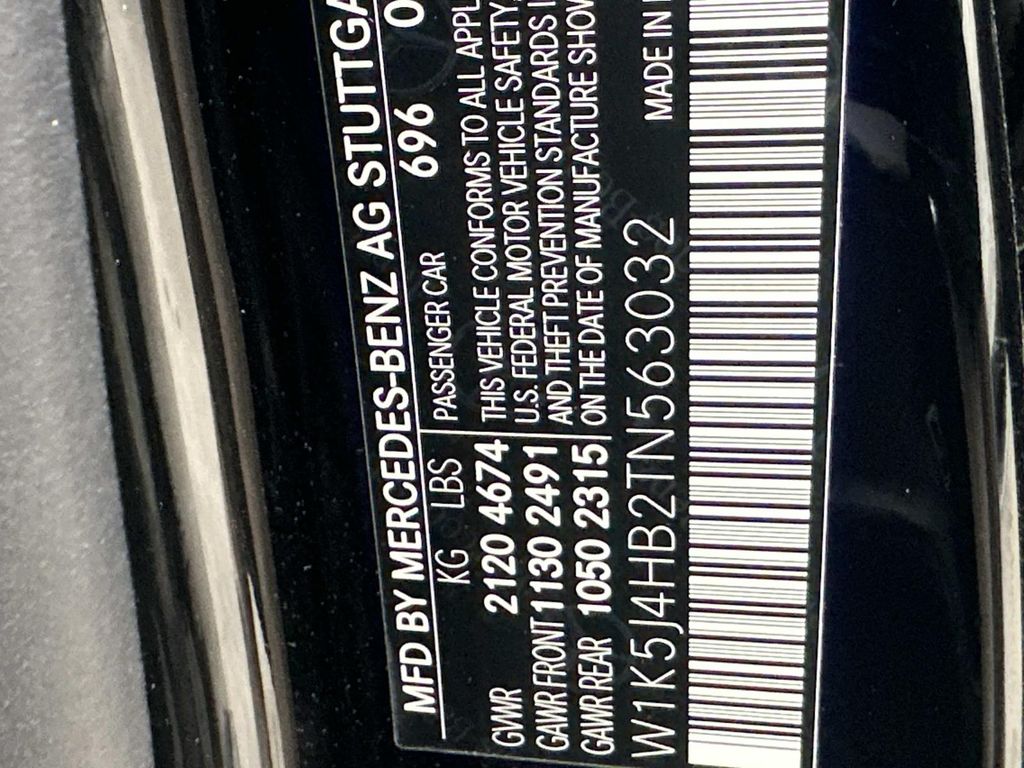 MFD BY MERCEDES-BENZ AG STUTTGA
696 0
KG LBS PASSENGER CAR
GVWR 2120 4674 THIS VEHICLE CONFORMS TO ALL APPL
GAWR FRONT 1130 2491 U.S. FEDERAL MOTOR VEHICLE SAFETY,
GAWR REAR 1050 2315 AND THEFT PREVENTION STANDARDS I
ON THE DATE OF MANUFACTURE SHOW
W1K5J4HB2TN563032 MADE IN